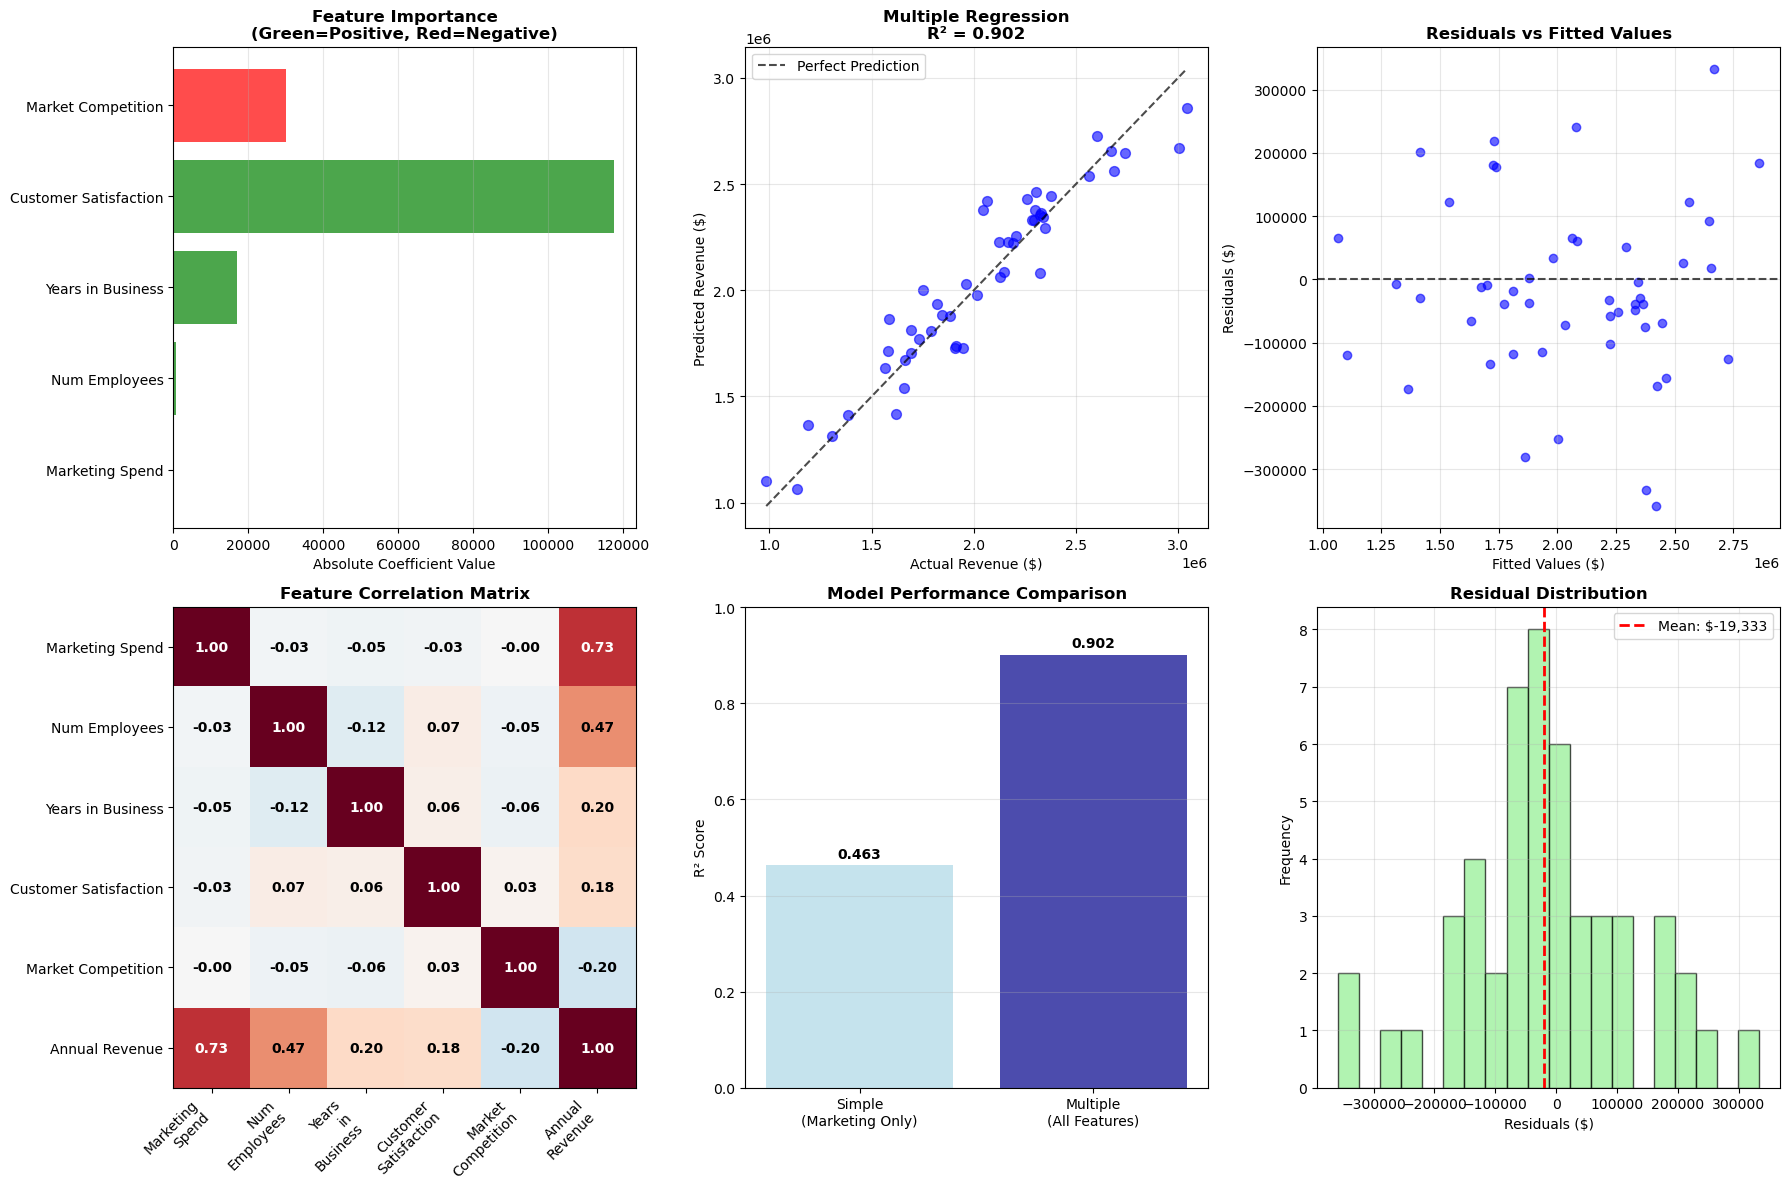 Feature Importance
(Green=Positive, Red=Negative)
Market Competition
Customer Satisfaction
Years in Business
Num Employees
Marketing Spend
0 20000 40000 60000 80000 100000 120000
Absolute Coefficient Value
Multiple Regression
R² = 0.902
1e6
Perfect Prediction
Predicted Revenue ($)
3.0
2.5
2.0
1.5
1.0
1.0 1.5 2.0 2.5 3.0
Actual Revenue ($)
1e6
Residuals vs Fitted Values
Residuals ($)
300000
200000
100000
0
−100000
−200000
−300000
1.00 1.25 1.50 1.75 2.00 2.25 2.50 2.75
Fitted Values ($)
1e6
Feature Correlation Matrix
Marketing Spend 1.00 -0.03 -0.05 -0.03 -0.00 0.73
Num Employees -0.03 1.00 -0.12 0.07 -0.05 0.47
Years in Business -0.05 -0.12 1.00 0.06 -0.06 0.20
Customer Satisfaction -0.03 0.07 0.06 1.00 0.03 0.18
Market Competition -0.00 -0.05 -0.06 0.03 1.00 -0.20
Annual Revenue 0.73 0.47 0.20 0.18 -0.20 1.00
Marketing
Spend
Num
Employees
Years
in
Business
Customer
Satisfaction
Market
Competition
Annual
Revenue
Model Performance Comparison
R² Score
1.0
0.8
0.6
0.4
0.2
0.0
0.463
0.902
Simple
(Marketing Only)
Multiple
(All Features)
Residual Distribution
Mean: $-19,333
Frequency
8
7
6
5
4
3
2
1
0
−300000 −200000 −100000 0 100000 200000 300000
Residuals ($)